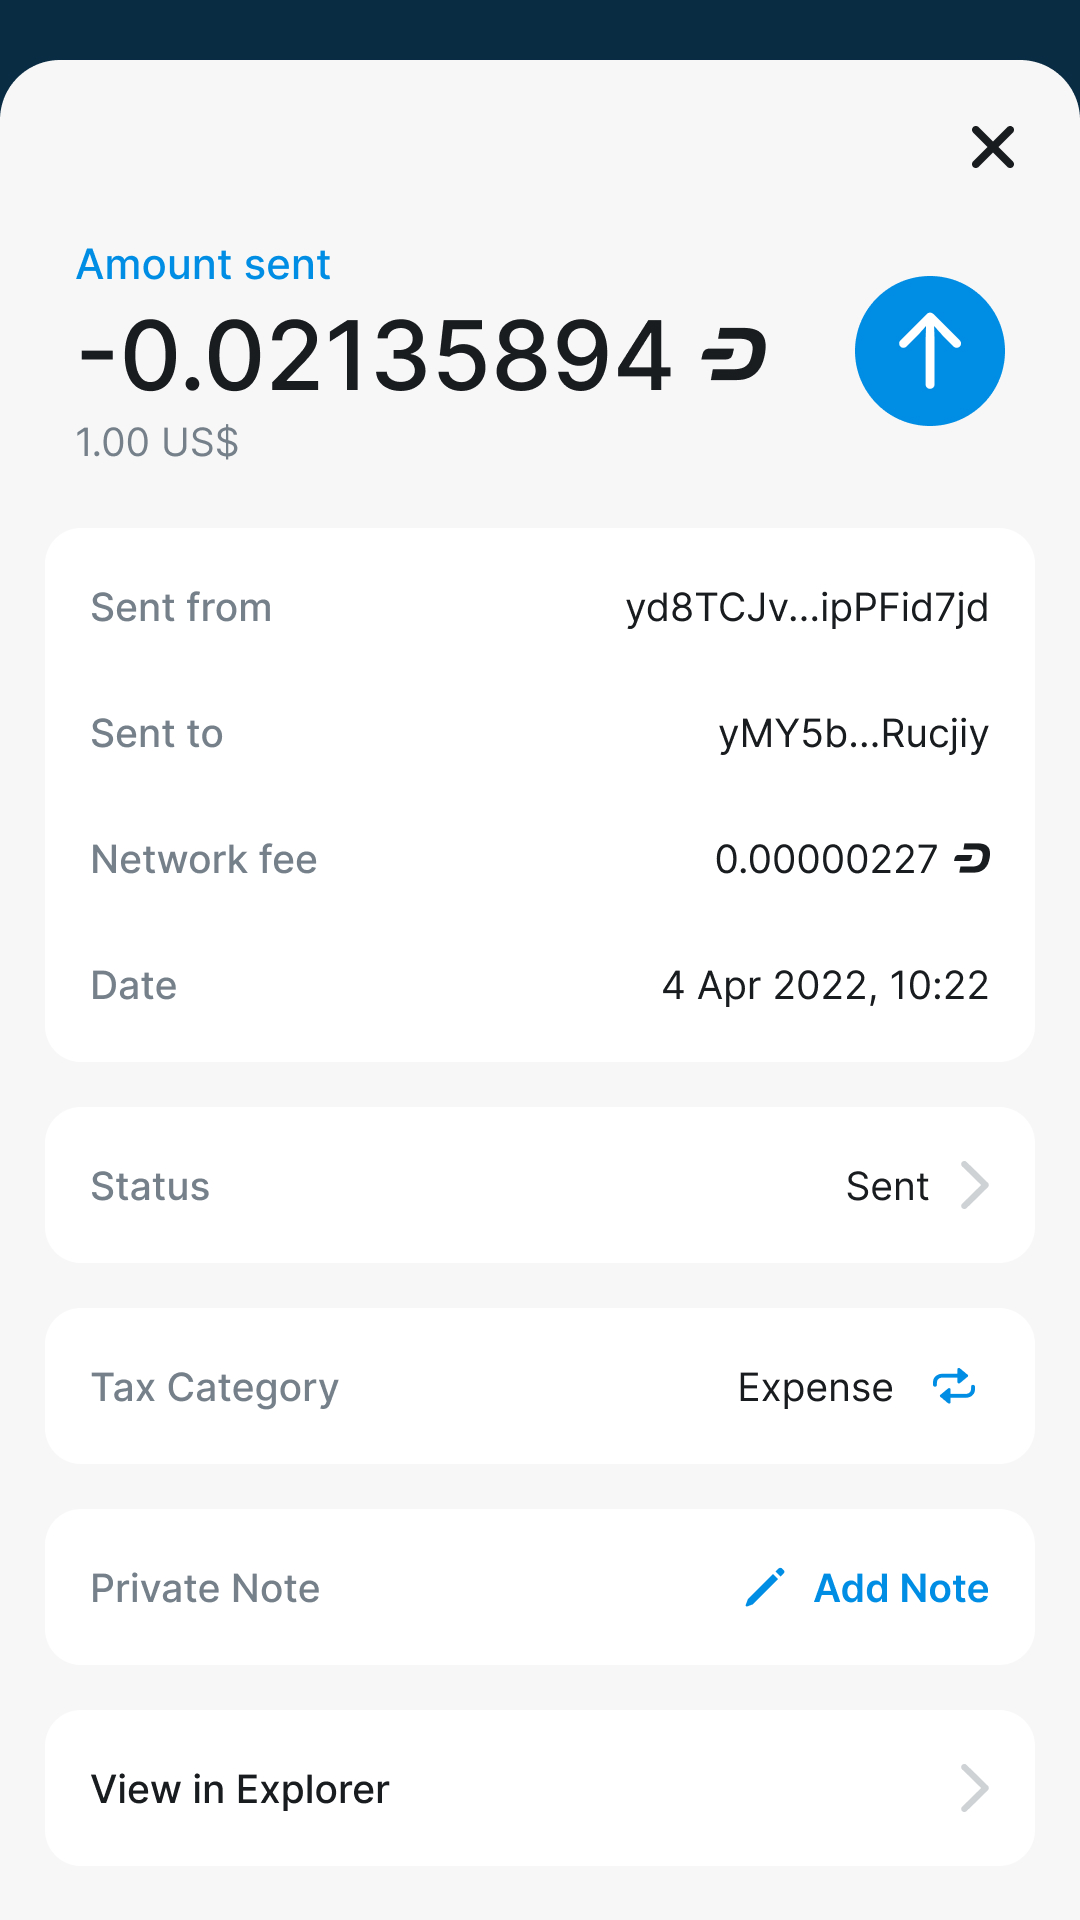 Amount sent
-0.02135894
1.00 US$
Sent from yd8TCJv...ipPFid7jd
Sent to yMY5b...Rucjiy
Network fee 0.00000227
Date 4 Apr 2022, 10:22
Status Sent
Tax Category Expense
Private Note Add Note
View in Explorer